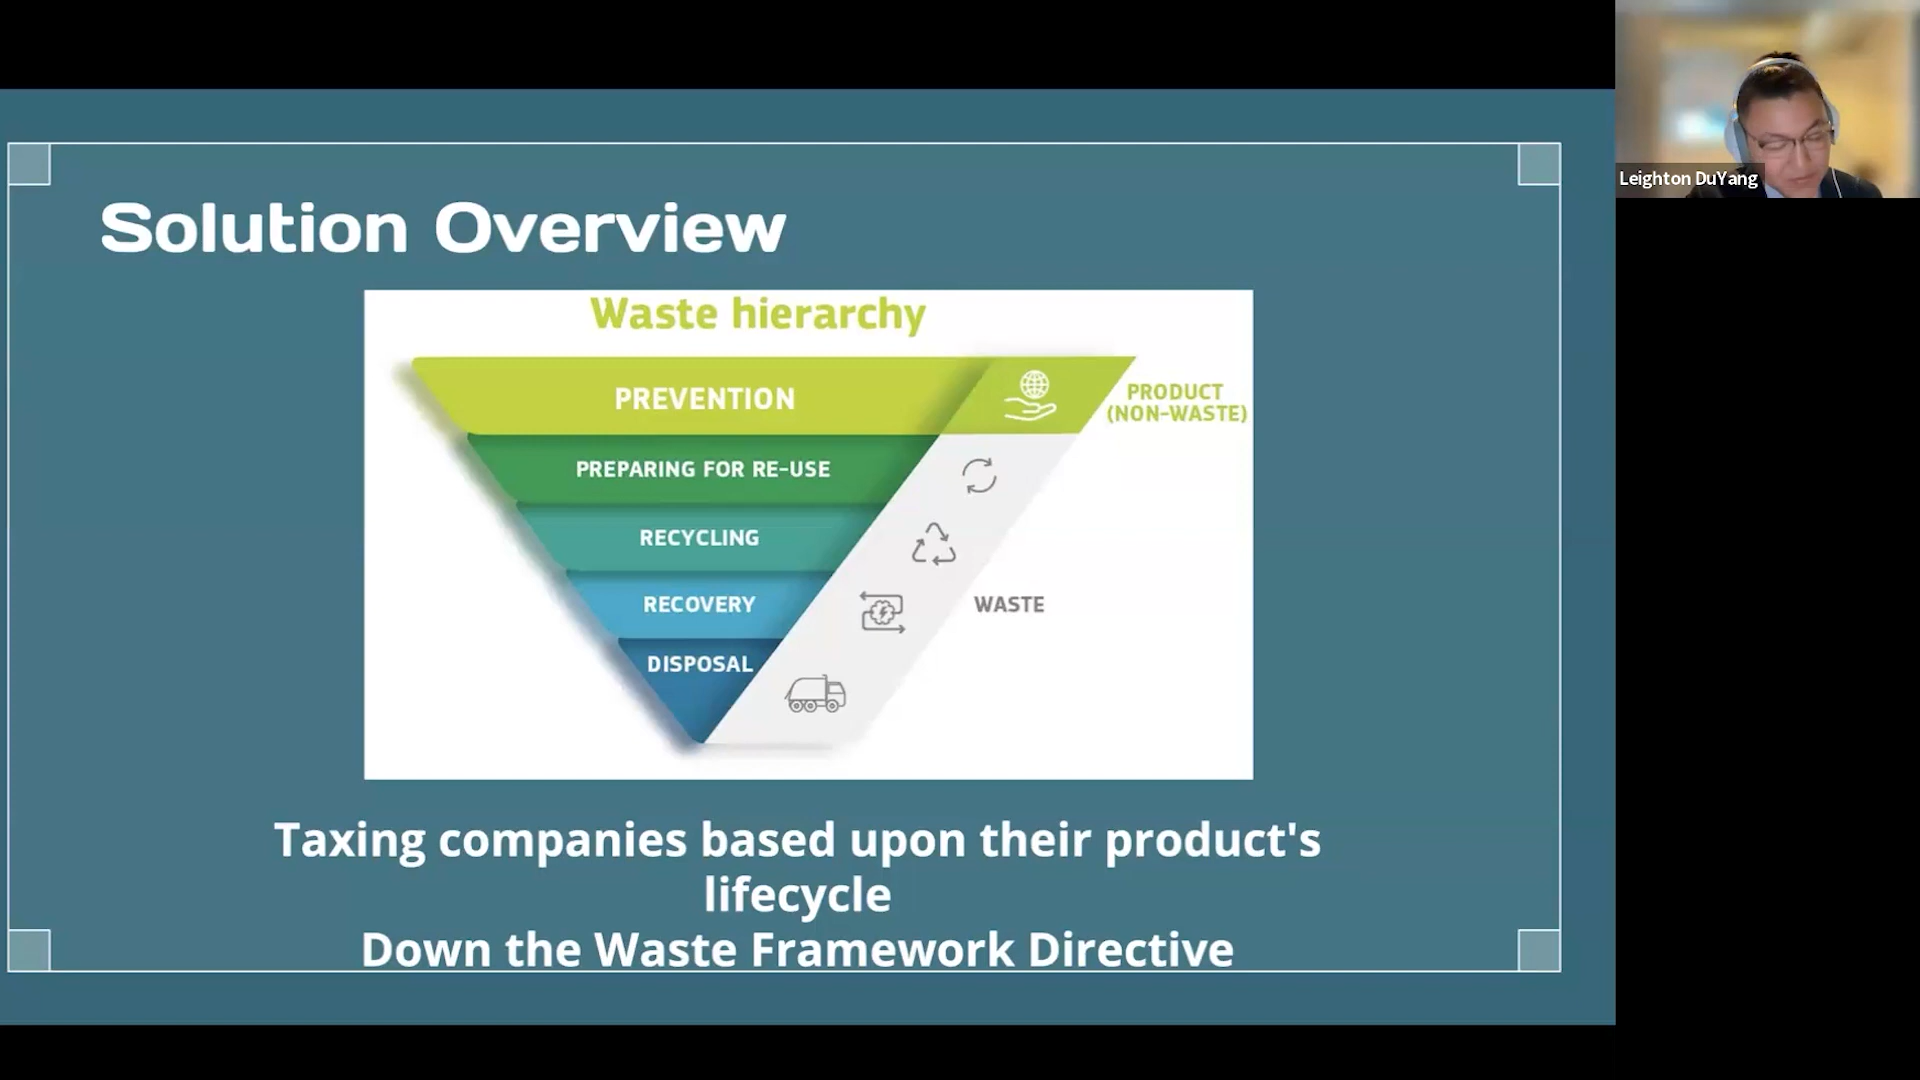 Solution Overview
Waste hierarchy
PREVENTION
PRODUCT
(NON-WASTE)
PREPARING FOR RE-USE
RECYCLING
RECOVERY
WASTE
DISPOSAL
Taxing companies based upon their product's
lifecycle
Down the Waste Framework Directive
Leighton DuYang